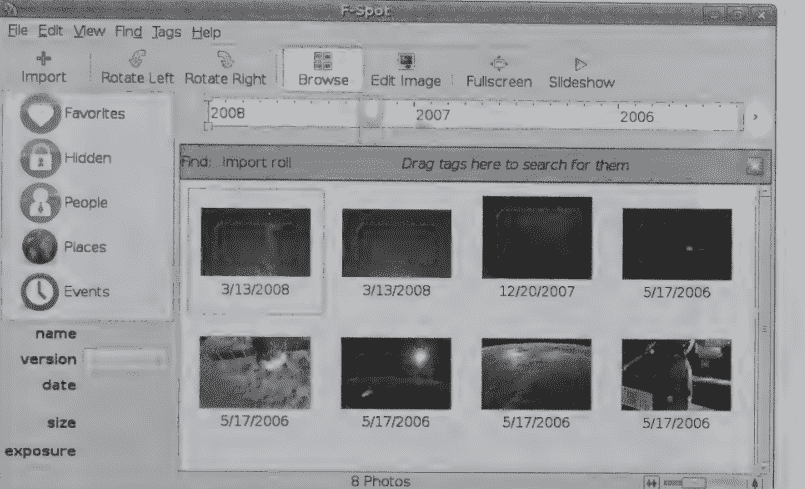 F-Spot
File Edit View Find Tags Help
Import Rotate Left Rotate Right Browse Edit Image Fullscreen Slideshow
Favorites
Hidden
People
Places
Events
name
version
date
size
exposure
2008 2007 2006
Find: Import roll Drag tags here to search for them
3/13/2008 3/13/2008 12/20/2007 5/17/2006
5/17/2006 5/17/2006 5/17/2006 5/17/2006
8 Photos